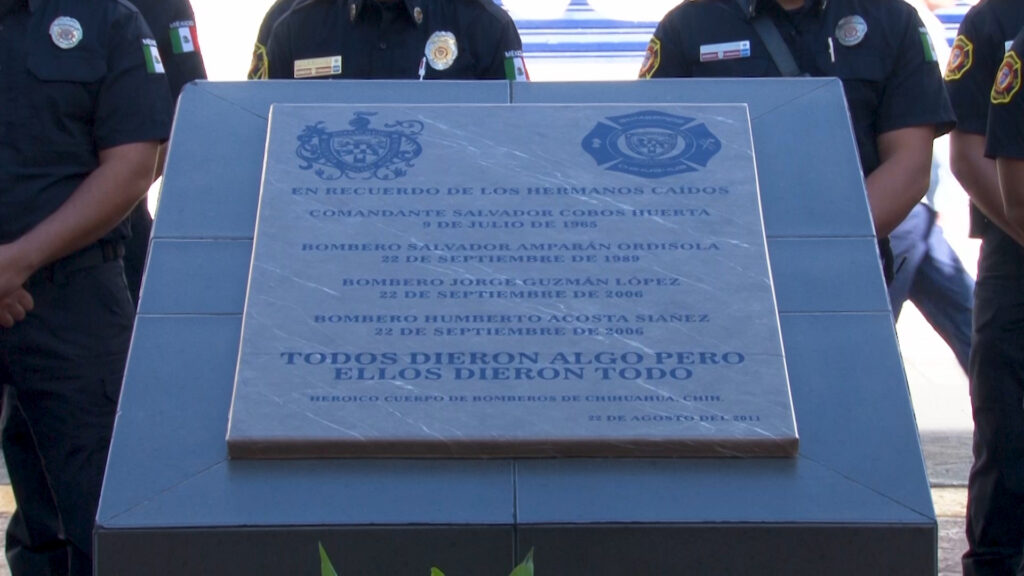 MÉXICO
MÉXICO
BOMBEROS
EN RECUERDO DE LOS HERMANOS CAÍDOS
COMANDANTE SALVADOR COBOS HUERTA
9 DE JULIO DE 1965
BOMBERO SALVADOR AMPARÁN ORDISOLA
22 DE SEPTIEMBRE DE 1989
BOMBERO JORGE GUZMÁN LÓPEZ
22 DE SEPTIEMBRE DE 2006
BOMBERO HUMBERTO ACOSTA SIAÑEZ
22 DE SEPTIEMBRE DE 2006
TODOS DIERON ALGO PERO
ELLOS DIERON TODO
HEROICO CUERPO DE BOMBEROS DE CHIHUAHUA, CHIH.
22 DE AGOSTO DEL 2011